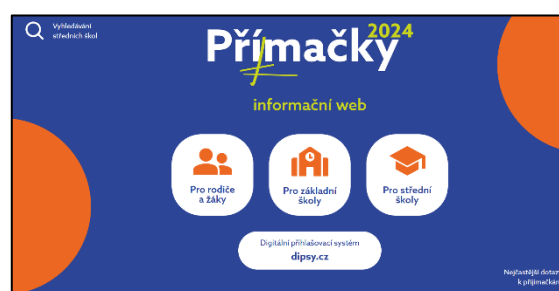 Vyhledávání
středních škol
Přímačky 2024
informační web
Pro rodiče
a žáky
Pro základní
školy
Pro střední
školy
Digitální přihlašovací systém
dipsy.cz
Nejčastější dotaz
k přijímačkám